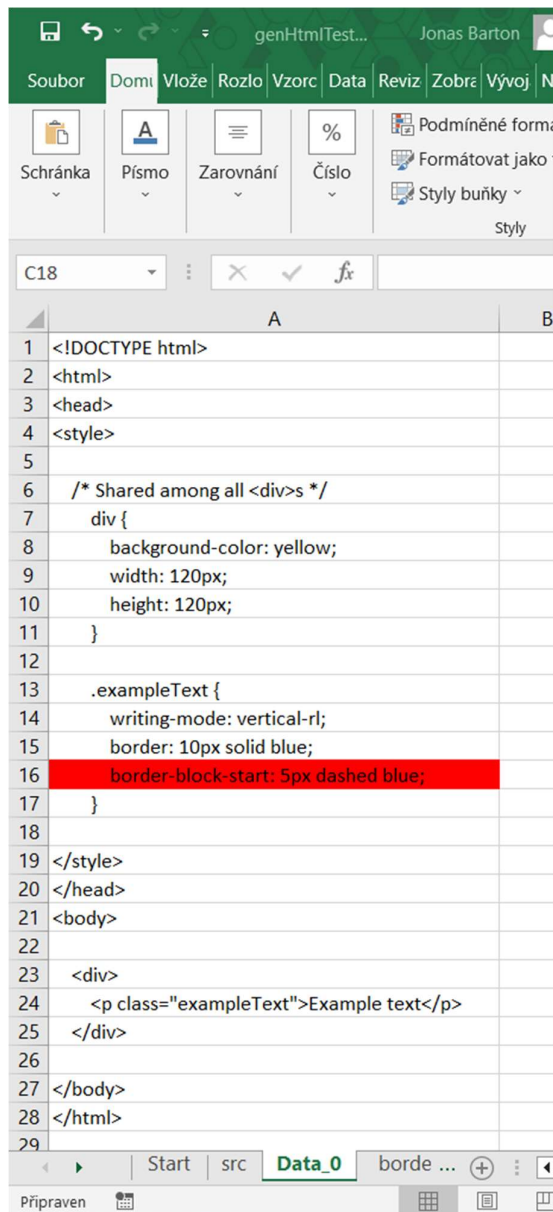 genHtmlTest... Jonas Barton
Soubor Domů Vlože Rozlo Vzorc Data Reviz Zobra Vývoj N
Podmíněné forma
Formátovat jako
Styly buňky
Schránka Písmo Zarovnání Číslo
Styly
C18 fx
A B
1 <!DOCTYPE html>
2 <html>
3 <head>
4 <style>
5
6 /* Shared among all <div>s */
7 div {
8 background-color: yellow;
9 width: 120px;
10 height: 120px;
11 }
12
13 .exampleText {
14 writing-mode: vertical-rl;
15 border: 10px solid blue;
16 border-block-start: 5px dashed blue;
17 }
18
19 </style>
20 </head>
21 <body>
22
23 <div>
24 <p class="exampleText">Example text</p>
25 </div>
26
27 </body>
28 </html>
29
Start src Data_0 borde ...
Připraven